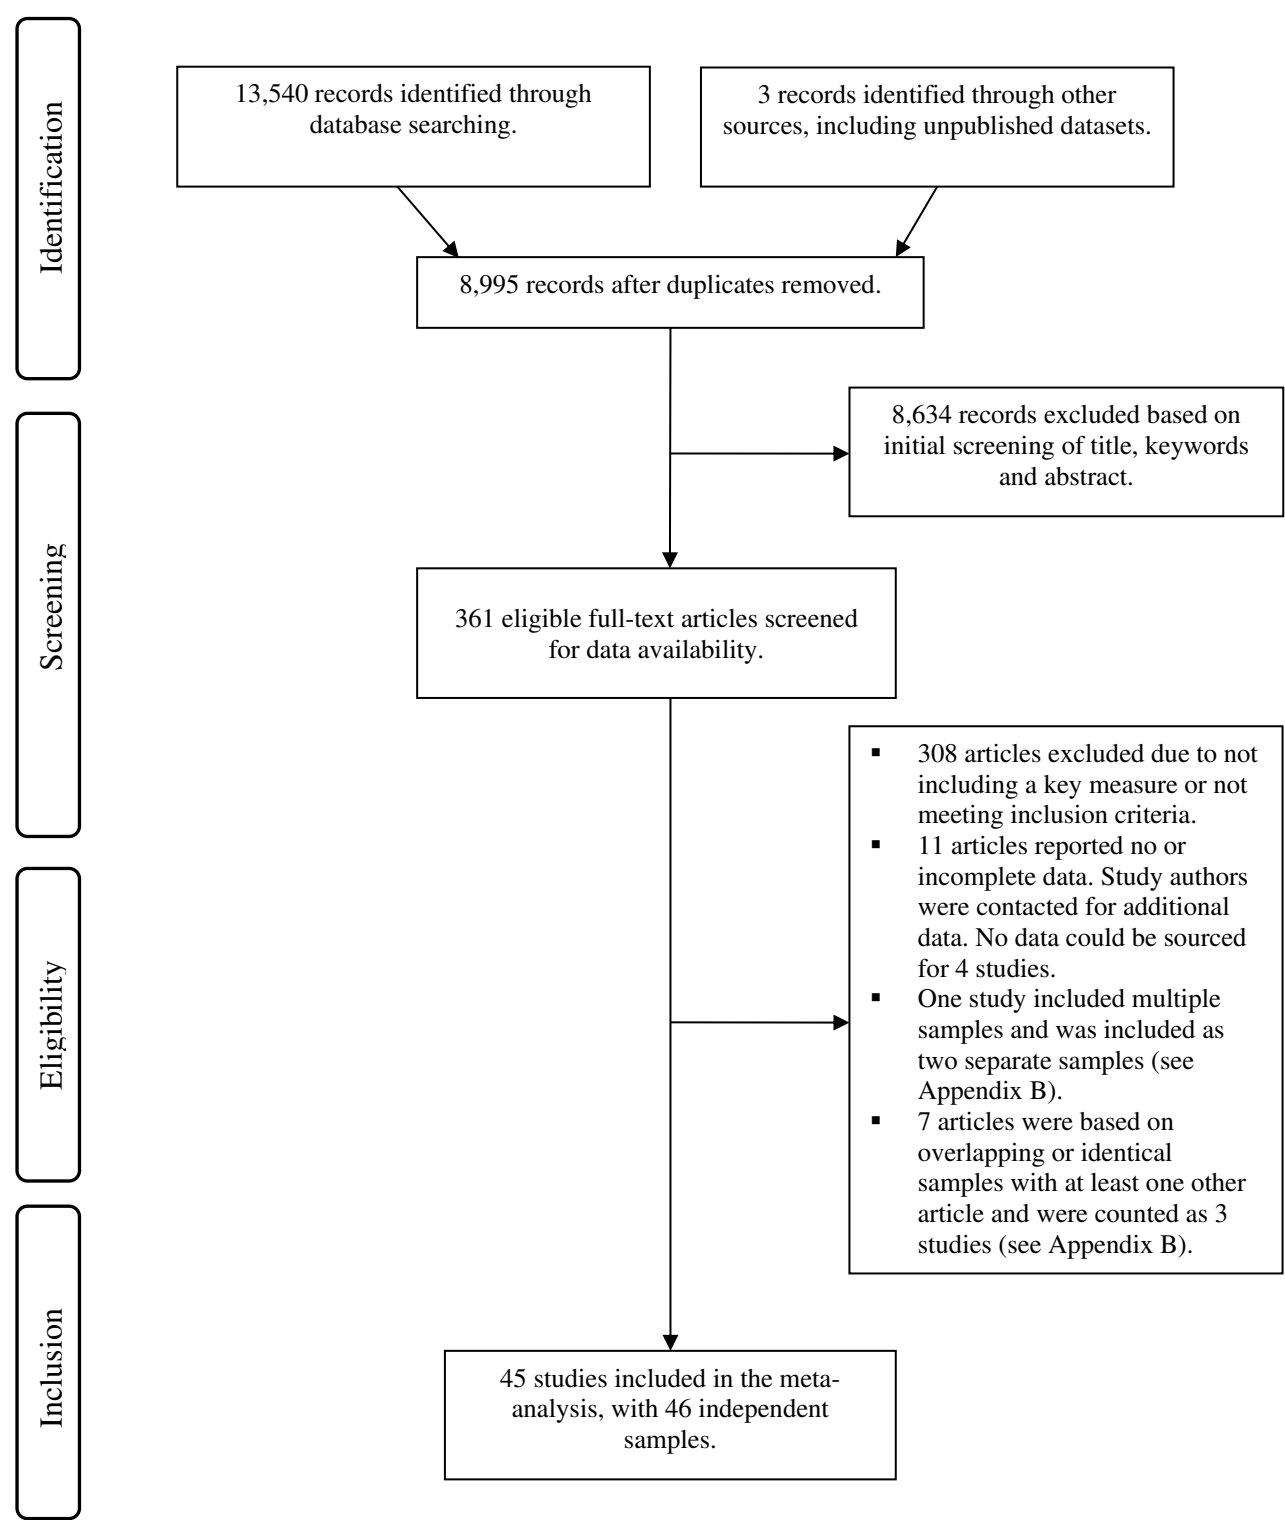 Identification
13,540 records identified through
database searching.
3 records identified through other
sources, including unpublished datasets.
8,995 records after duplicates removed.
Screening
8,634 records excluded based on
initial screening of title, keywords
and abstract.
361 eligible full-text articles screened
for data availability.
Eligibility
▪ 308 articles excluded due to not
including a key measure or not
meeting inclusion criteria.
▪ 11 articles reported no or
incomplete data. Study authors
were contacted for additional
data. No data could be sourced
for 4 studies.
▪ One study included multiple
samples and was included as
two separate samples (see
Appendix B).
▪ 7 articles were based on
overlapping or identical
samples with at least one other
article and were counted as 3
studies (see Appendix B).
Inclusion
45 studies included in the meta-
analysis, with 46 independent
samples.